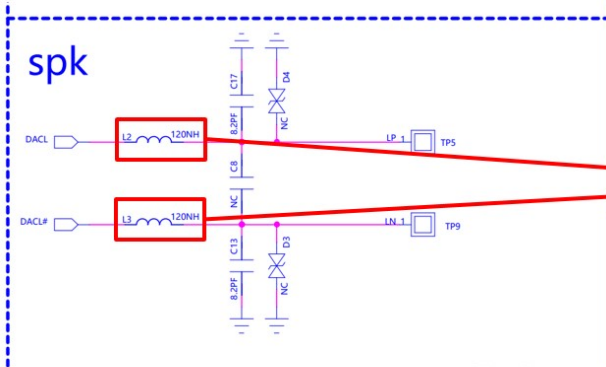 spk
C17
D4
8.2PF
NC
DACL
L2 120NH
LP 1
TP5
C8
NC
DACL#
L3 120NH
LN 1
TP9
C13
D3
8.2PF
NC